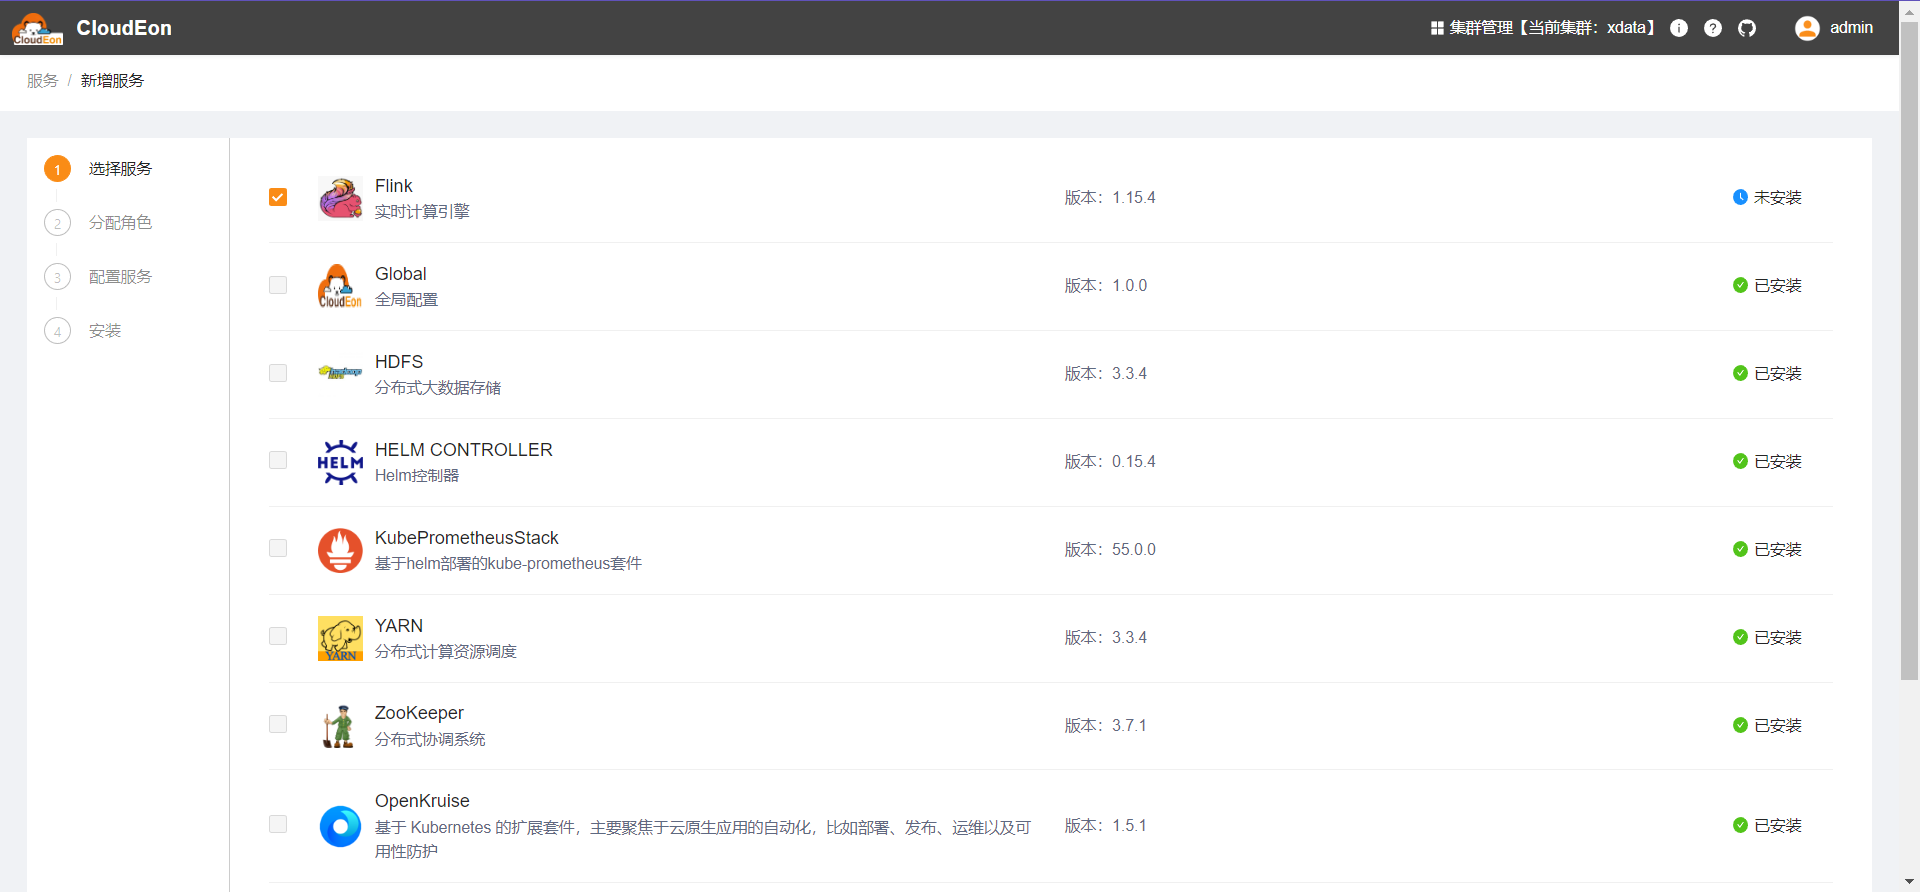 CloudEon
CloudEon
集群管理【当前集群：xdata】
admin
服务 / 新增服务
1 选择服务
2 分配角色
3 配置服务
4 安装
Flink
实时计算引擎
版本：1.15.4
未安装
CloudEon
Global
全局配置
版本：1.0.0
已安装
HDFS
分布式大数据存储
版本：3.3.4
已安装
HELM
HELM CONTROLLER
Helm控制器
版本：0.15.4
已安装
KubePrometheusStack
基于helm部署的kube-prometheus套件
版本：55.0.0
已安装
YARN
YARN
分布式计算资源调度
版本：3.3.4
已安装
ZooKeeper
分布式协调系统
版本：3.7.1
已安装
OpenKruise
基于 Kubernetes 的扩展套件，主要聚焦于云原生应用的自动化，比如部署、发布、运维以及可
用性防护
版本：1.5.1
已安装